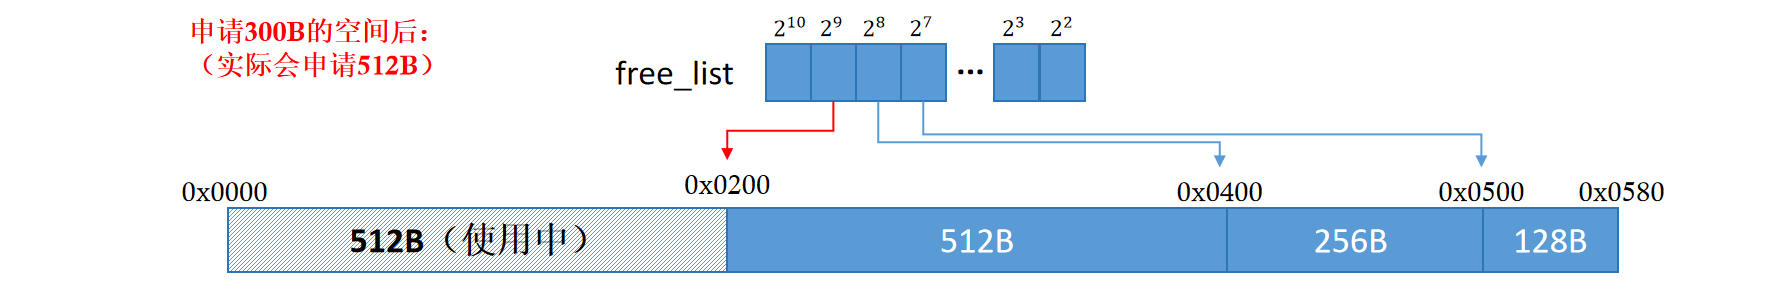 申请300B的空间后：
（实际会申请512B）
2^10 2^9 2^8 2^7 2^3 2^2
free_list ...
0x0000 0x0200 0x0400 0x0500 0x0580
512B（使用中） 512B 256B 128B